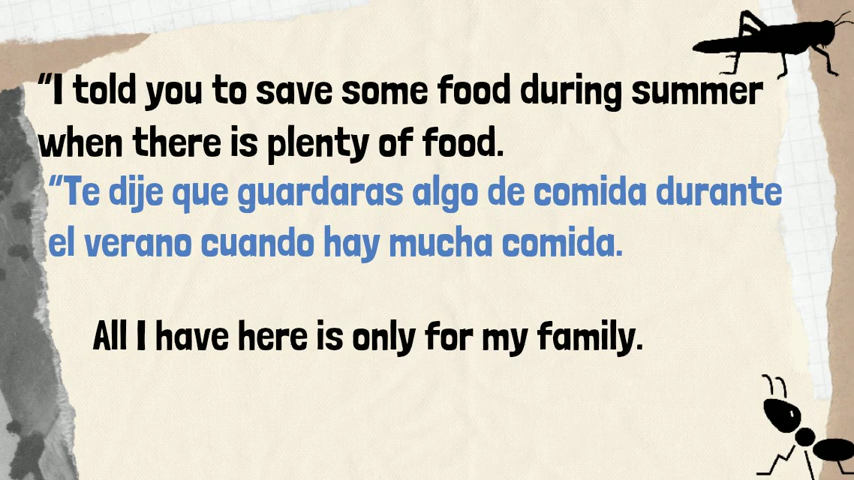 "I told you to save some food during summer
when there is plenty of food.
"Te dije que guardaras algo de comida durante
el verano cuando hay mucha comida.
All I have here is only for my family.